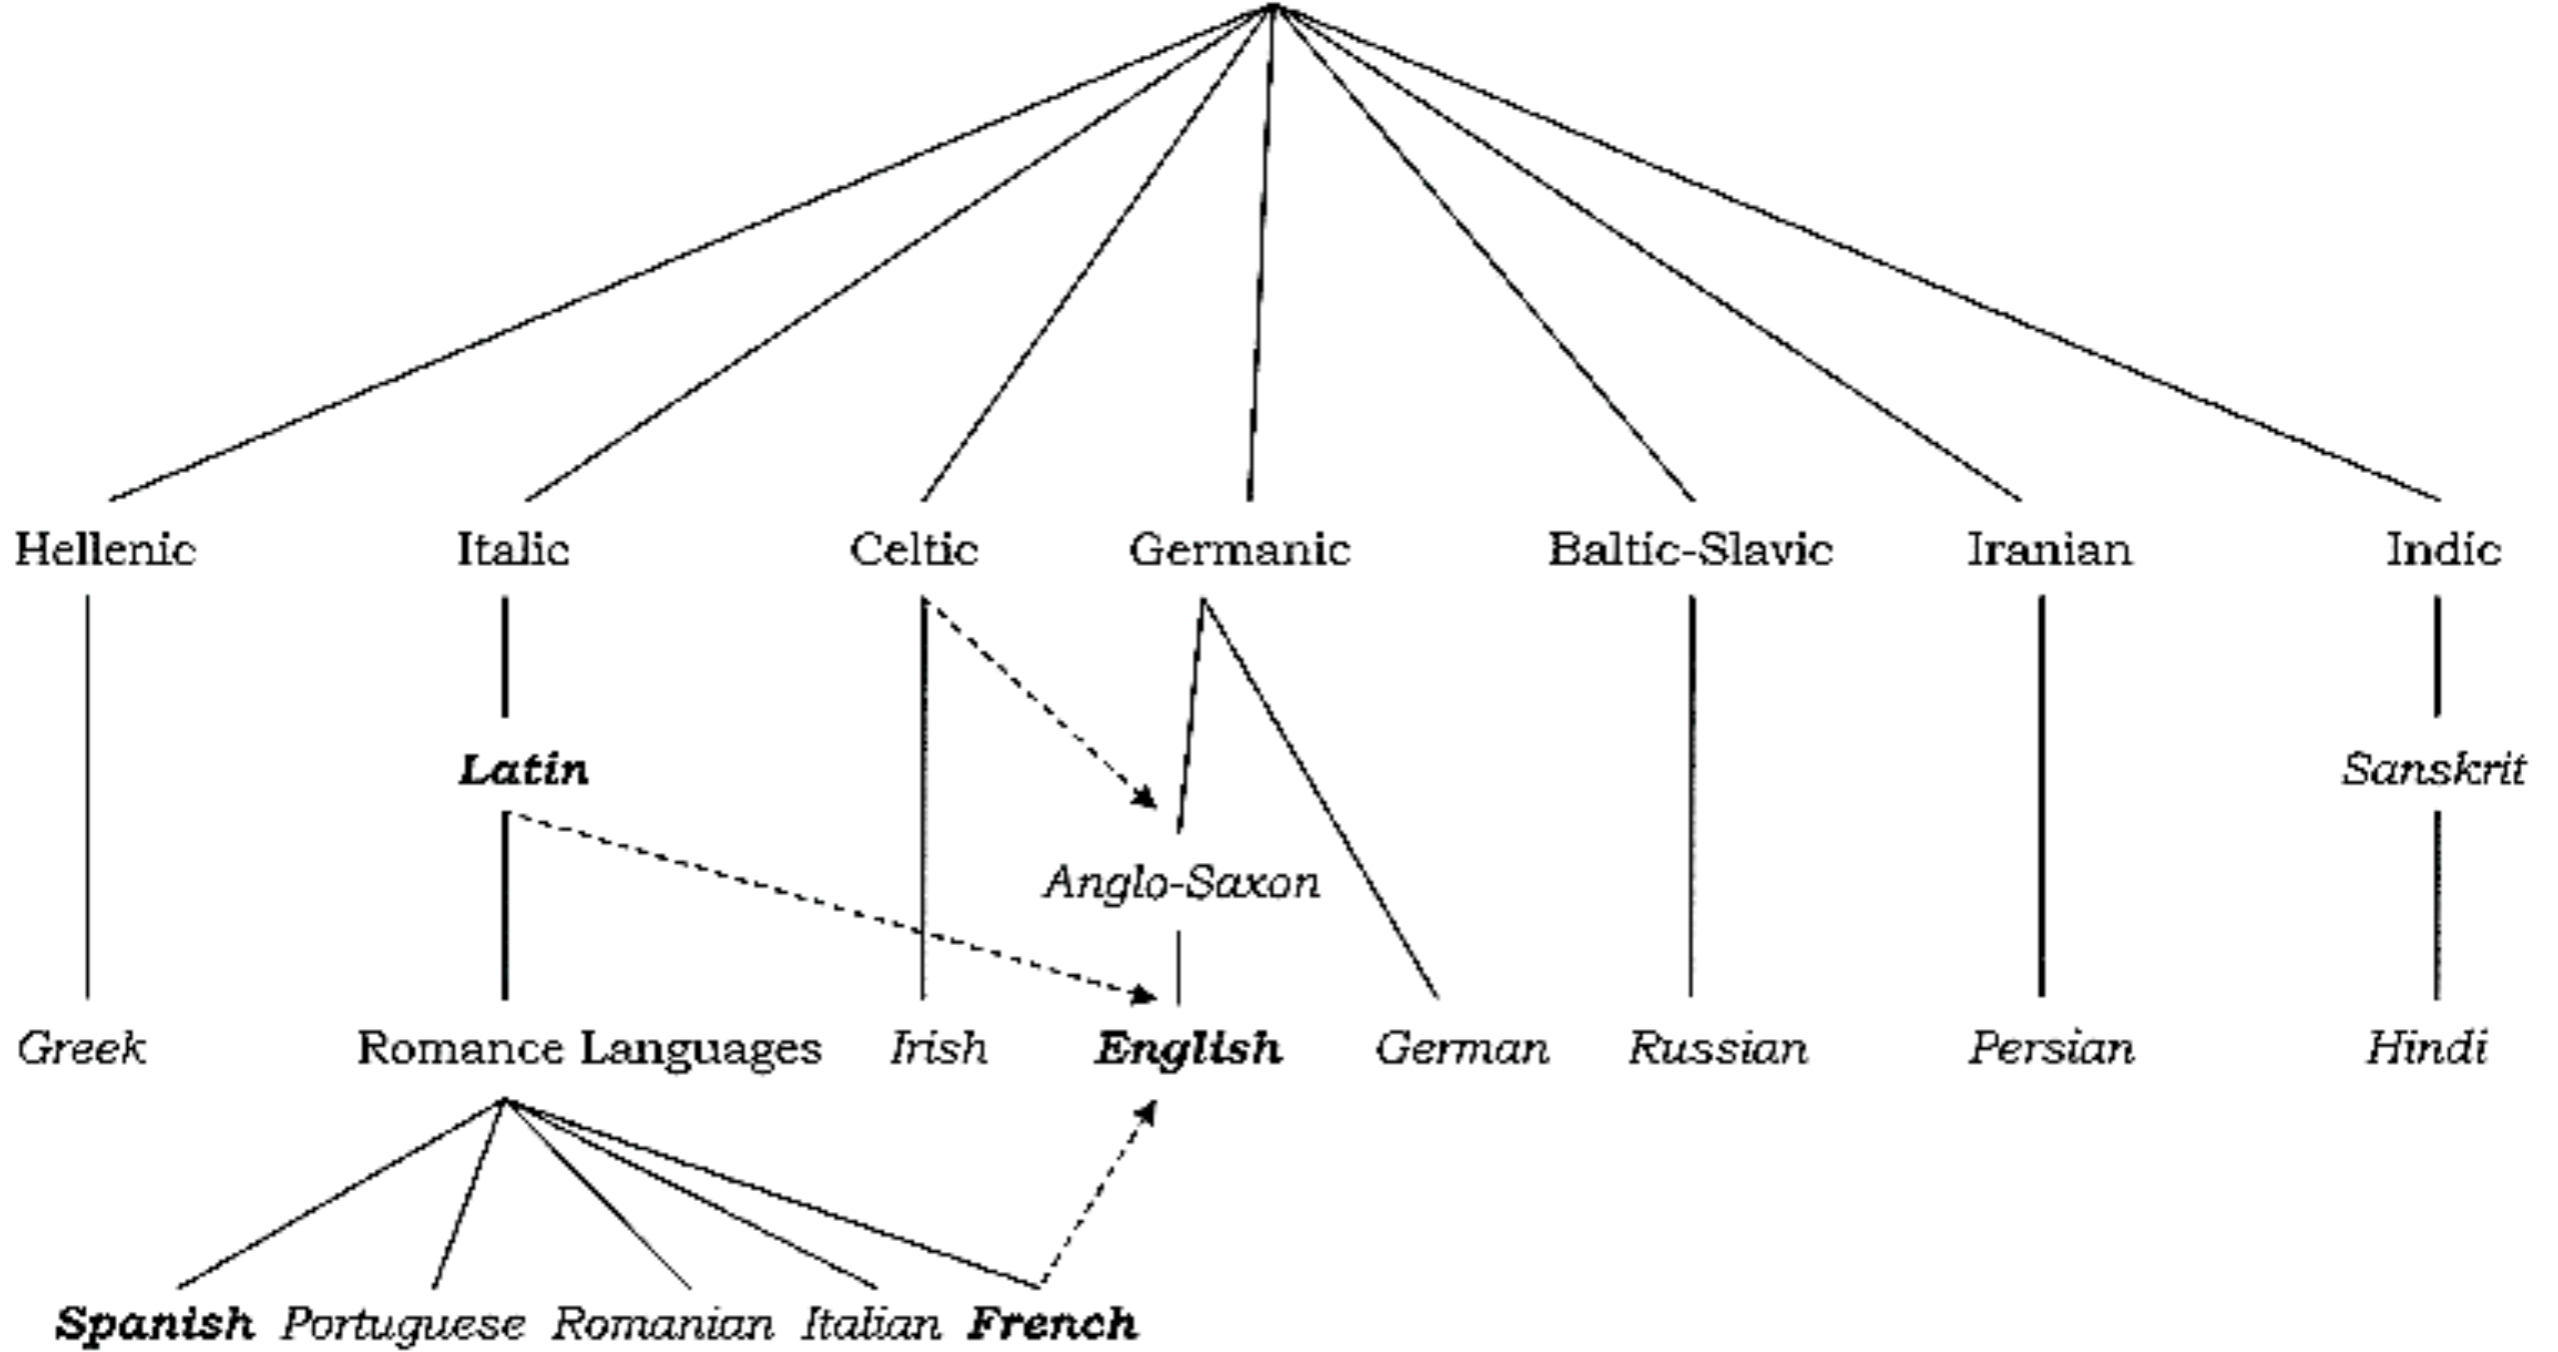 Hellenic Italic Celtic Germanic Baltic-Slavic Iranian Indic
Latin Sanskrit
Anglo-Saxon
Greek Romance Languages Irish English German Russian Persian Hindi
Spanish Portuguese Romanian Italian French